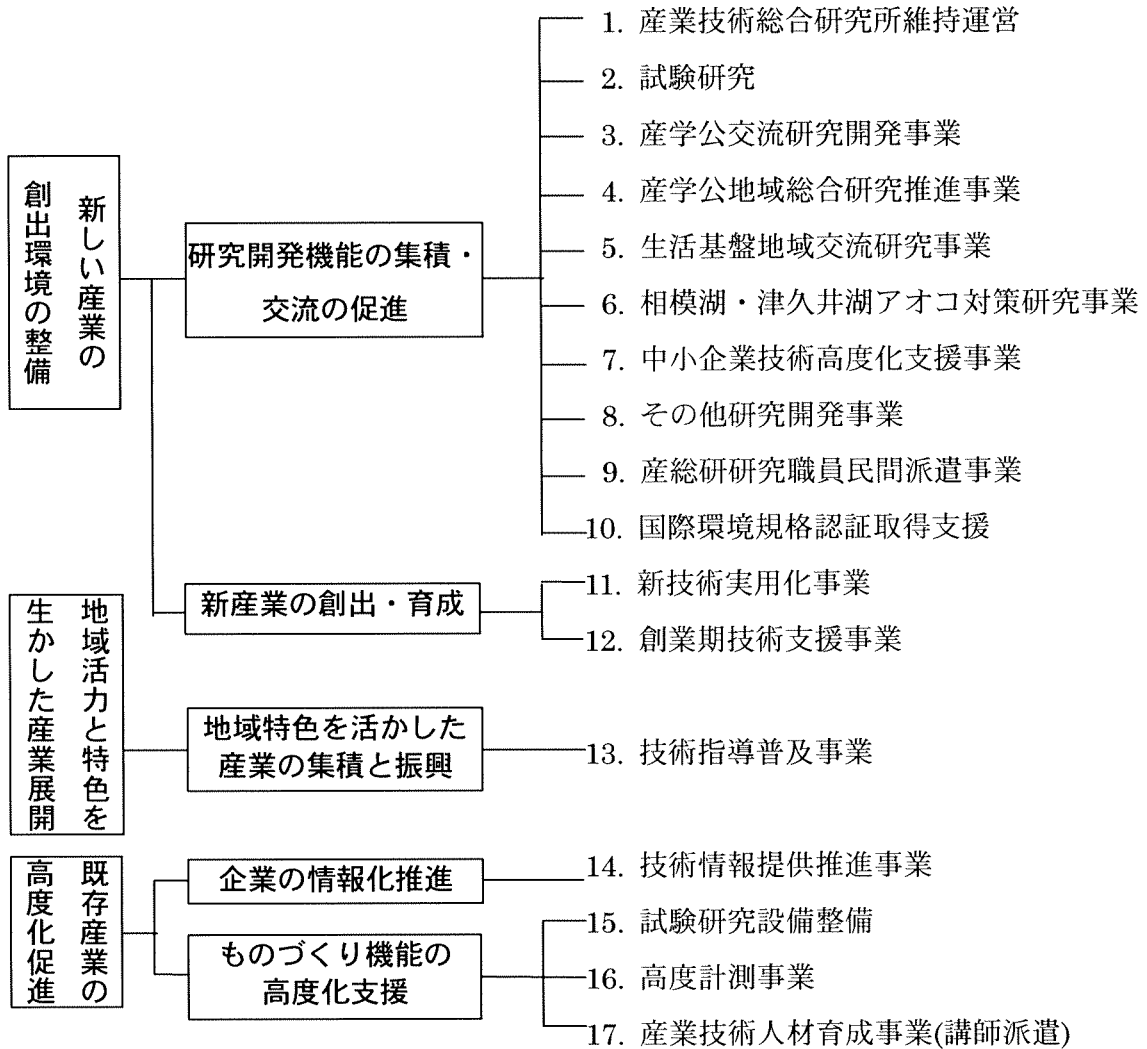 新しい産業の
創出環境の整備
研究開発機能の集積・
交流の促進
1. 産業技術総合研究所維持運営
2. 試験研究
3. 産学公交流研究開発事業
4. 産学公地域総合研究推進事業
5. 生活基盤地域交流研究事業
6. 相模湖・津久井湖アオコ対策研究事業
7. 中小企業技術高度化支援事業
8. その他研究開発事業
9. 産総研研究職員民間派遣事業
10. 国際環境規格認証取得支援
新産業の創出・育成
11. 新技術実用化事業
12. 創業期技術支援事業
地域活力と特色を
生かした産業展開
地域特色を活かした
産業の集積と振興
13. 技術指導普及事業
既存産業の
高度化促進
企業の情報化推進
14. 技術情報提供推進事業
ものづくり機能の
高度化支援
15. 試験研究設備整備
16. 高度計測事業
17. 産業技術人材育成事業(講師派遣)